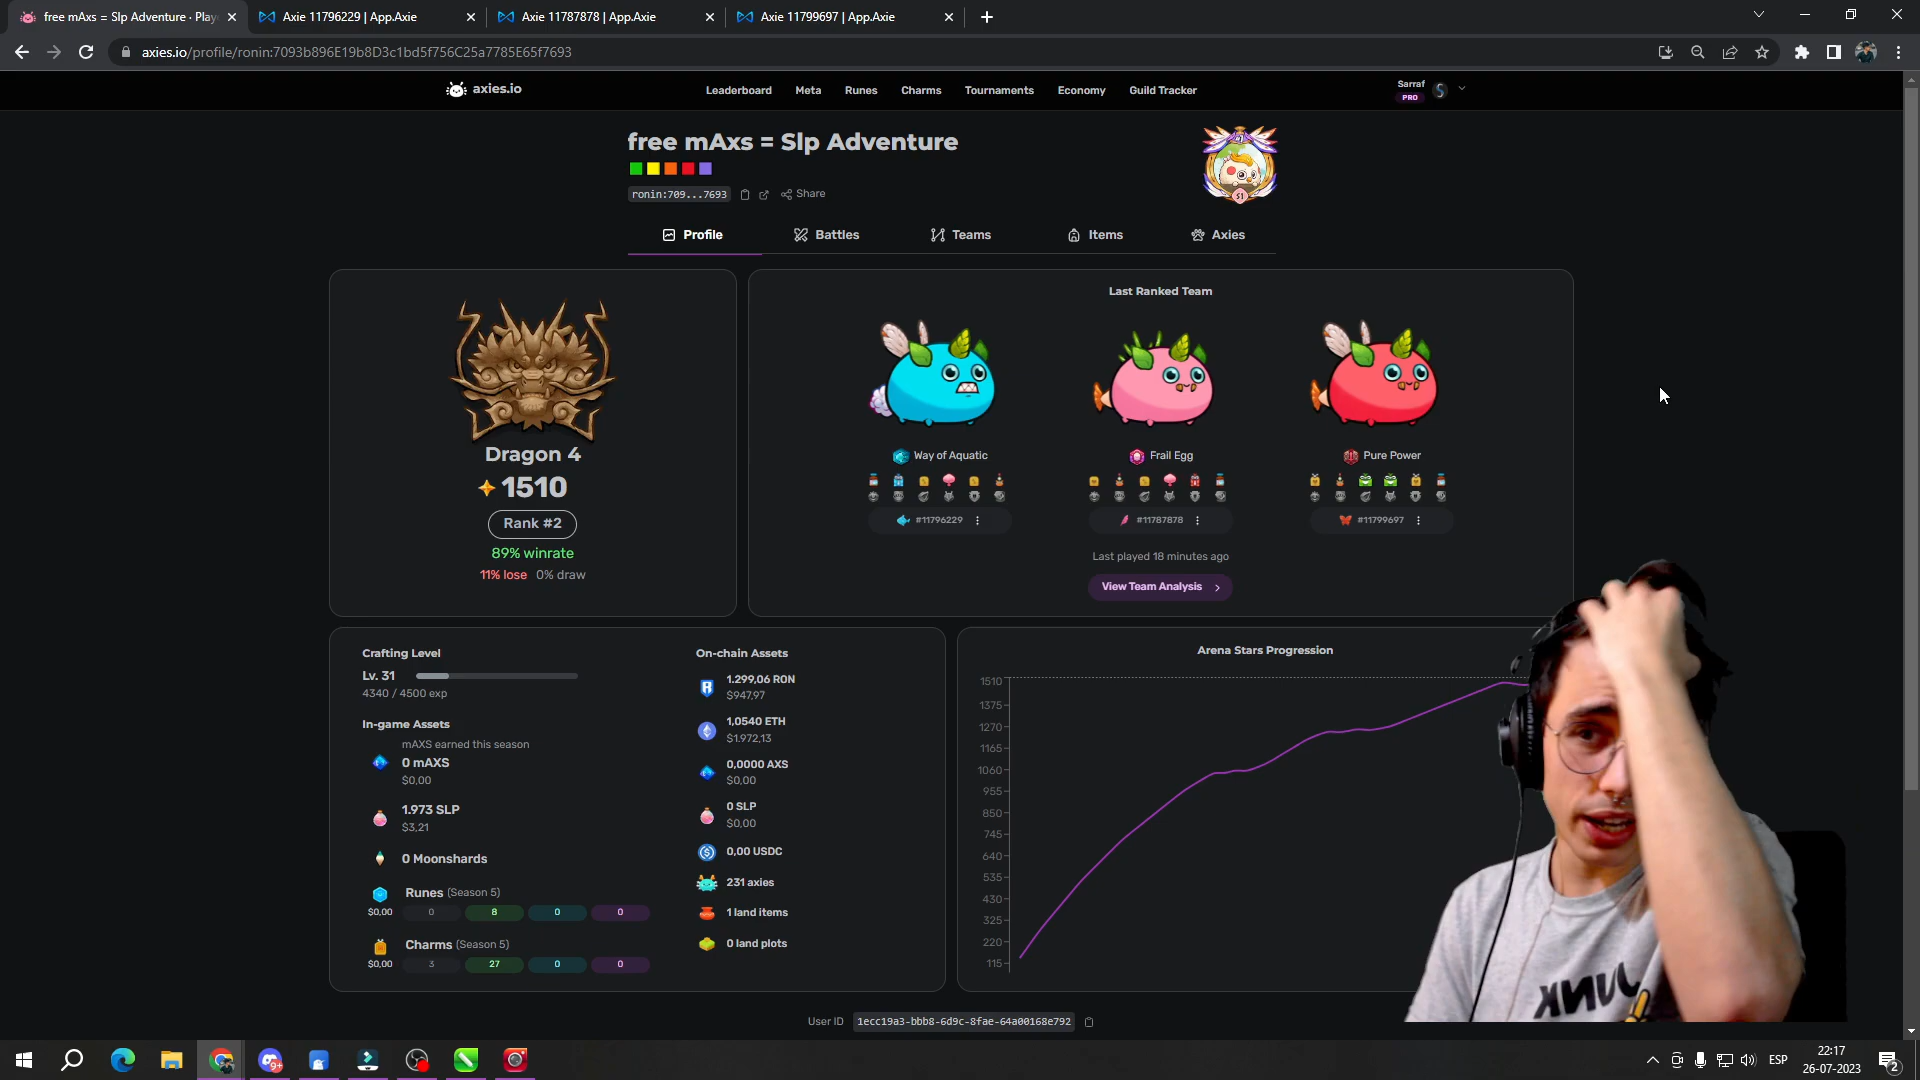 free mAxs = Slp Adventure · Play
Axie 11796229 | App.Axie
Axie 11787878 | App.Axie
Axie 11799697 | App.Axie
axies.io/profile/ronin:7093b896E19b8D3c1bd5f756C25a7785E65f7693
axies.io
Leaderboard
Meta
Runes
Charms
Tournaments
Economy
Guild Tracker
Sarraf
PRO
free mAxs = Slp Adventure
S1
ronin:709...7693
Share
Profile
Battles
Teams
Items
Axies
Dragon 4
1510
Rank #2
89% winrate
11% lose 0% draw
Last Ranked Team
Way of Aquatic
Frail Egg
Pure Power
#11796229
#11787878
#11799697
Last played 18 minutes ago
View Team Analysis
Crafting Level
Lv. 31
4340 / 4500 exp
In-game Assets
mAXS earned this season
0 mAXS
$0,00
1.973 SLP
$3,21
0 Moonshards
Runes (Season 5)
$0,00 0 8 0 0
Charms (Season 5)
$0,00 3 27 0 0
On-chain Assets
1.299,06 RON
$947,97
1,0540 ETH
$1.972,13
0,0000 AXS
$0,00
0 SLP
$0,00
0,00 USDC
231 axies
1 land items
0 land plots
Arena Stars Progression
1510
1375
1270
1165
1060
955
850
745
640
535
430
325
220
115
JUNK
User ID 1ecc19a3-bbb8-6d9c-8fae-64a00168e792
9+
ESP
22:17
26-07-2023
2